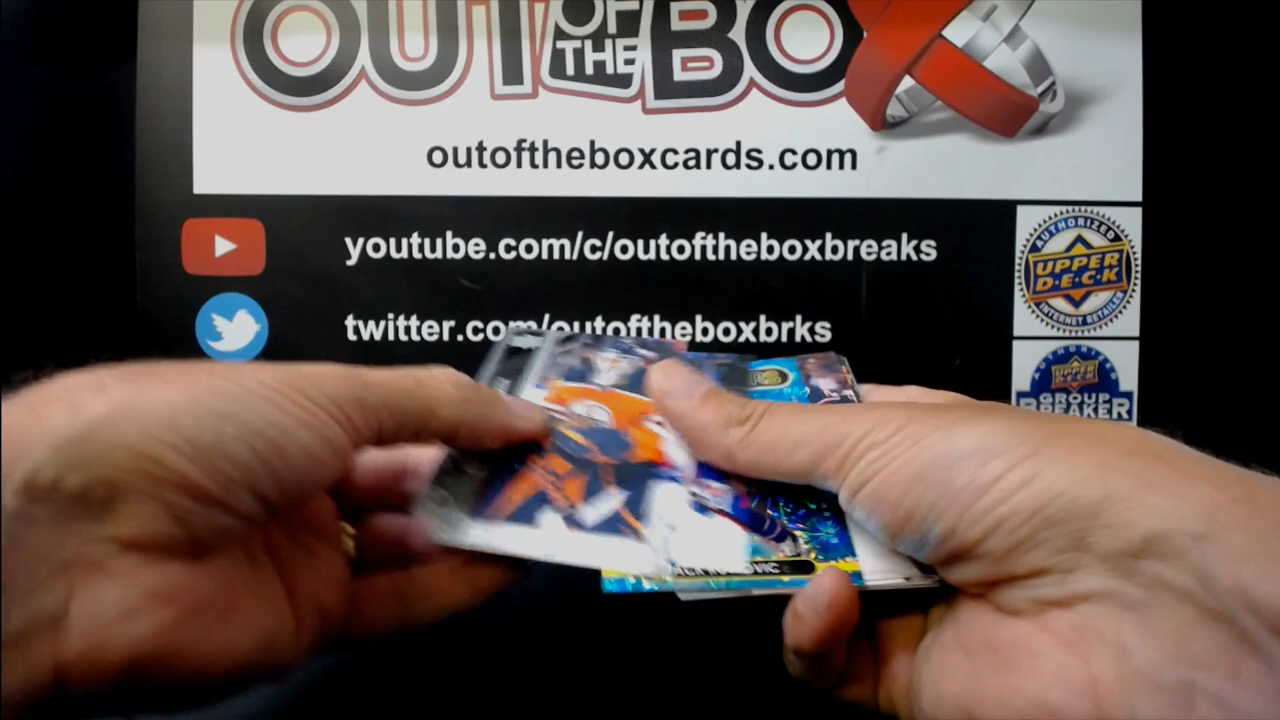 OUT OF THE BOX
outoftheboxcards.com
youtube.com/c/outoftheboxbreaks
AUTHORIZED
UPPER
D·E·C·K
INTERNET RETAILER
twitter.com/outoftheboxbrks
AUTHORIZED
UPPER
DECK
GROUP
BREAKER